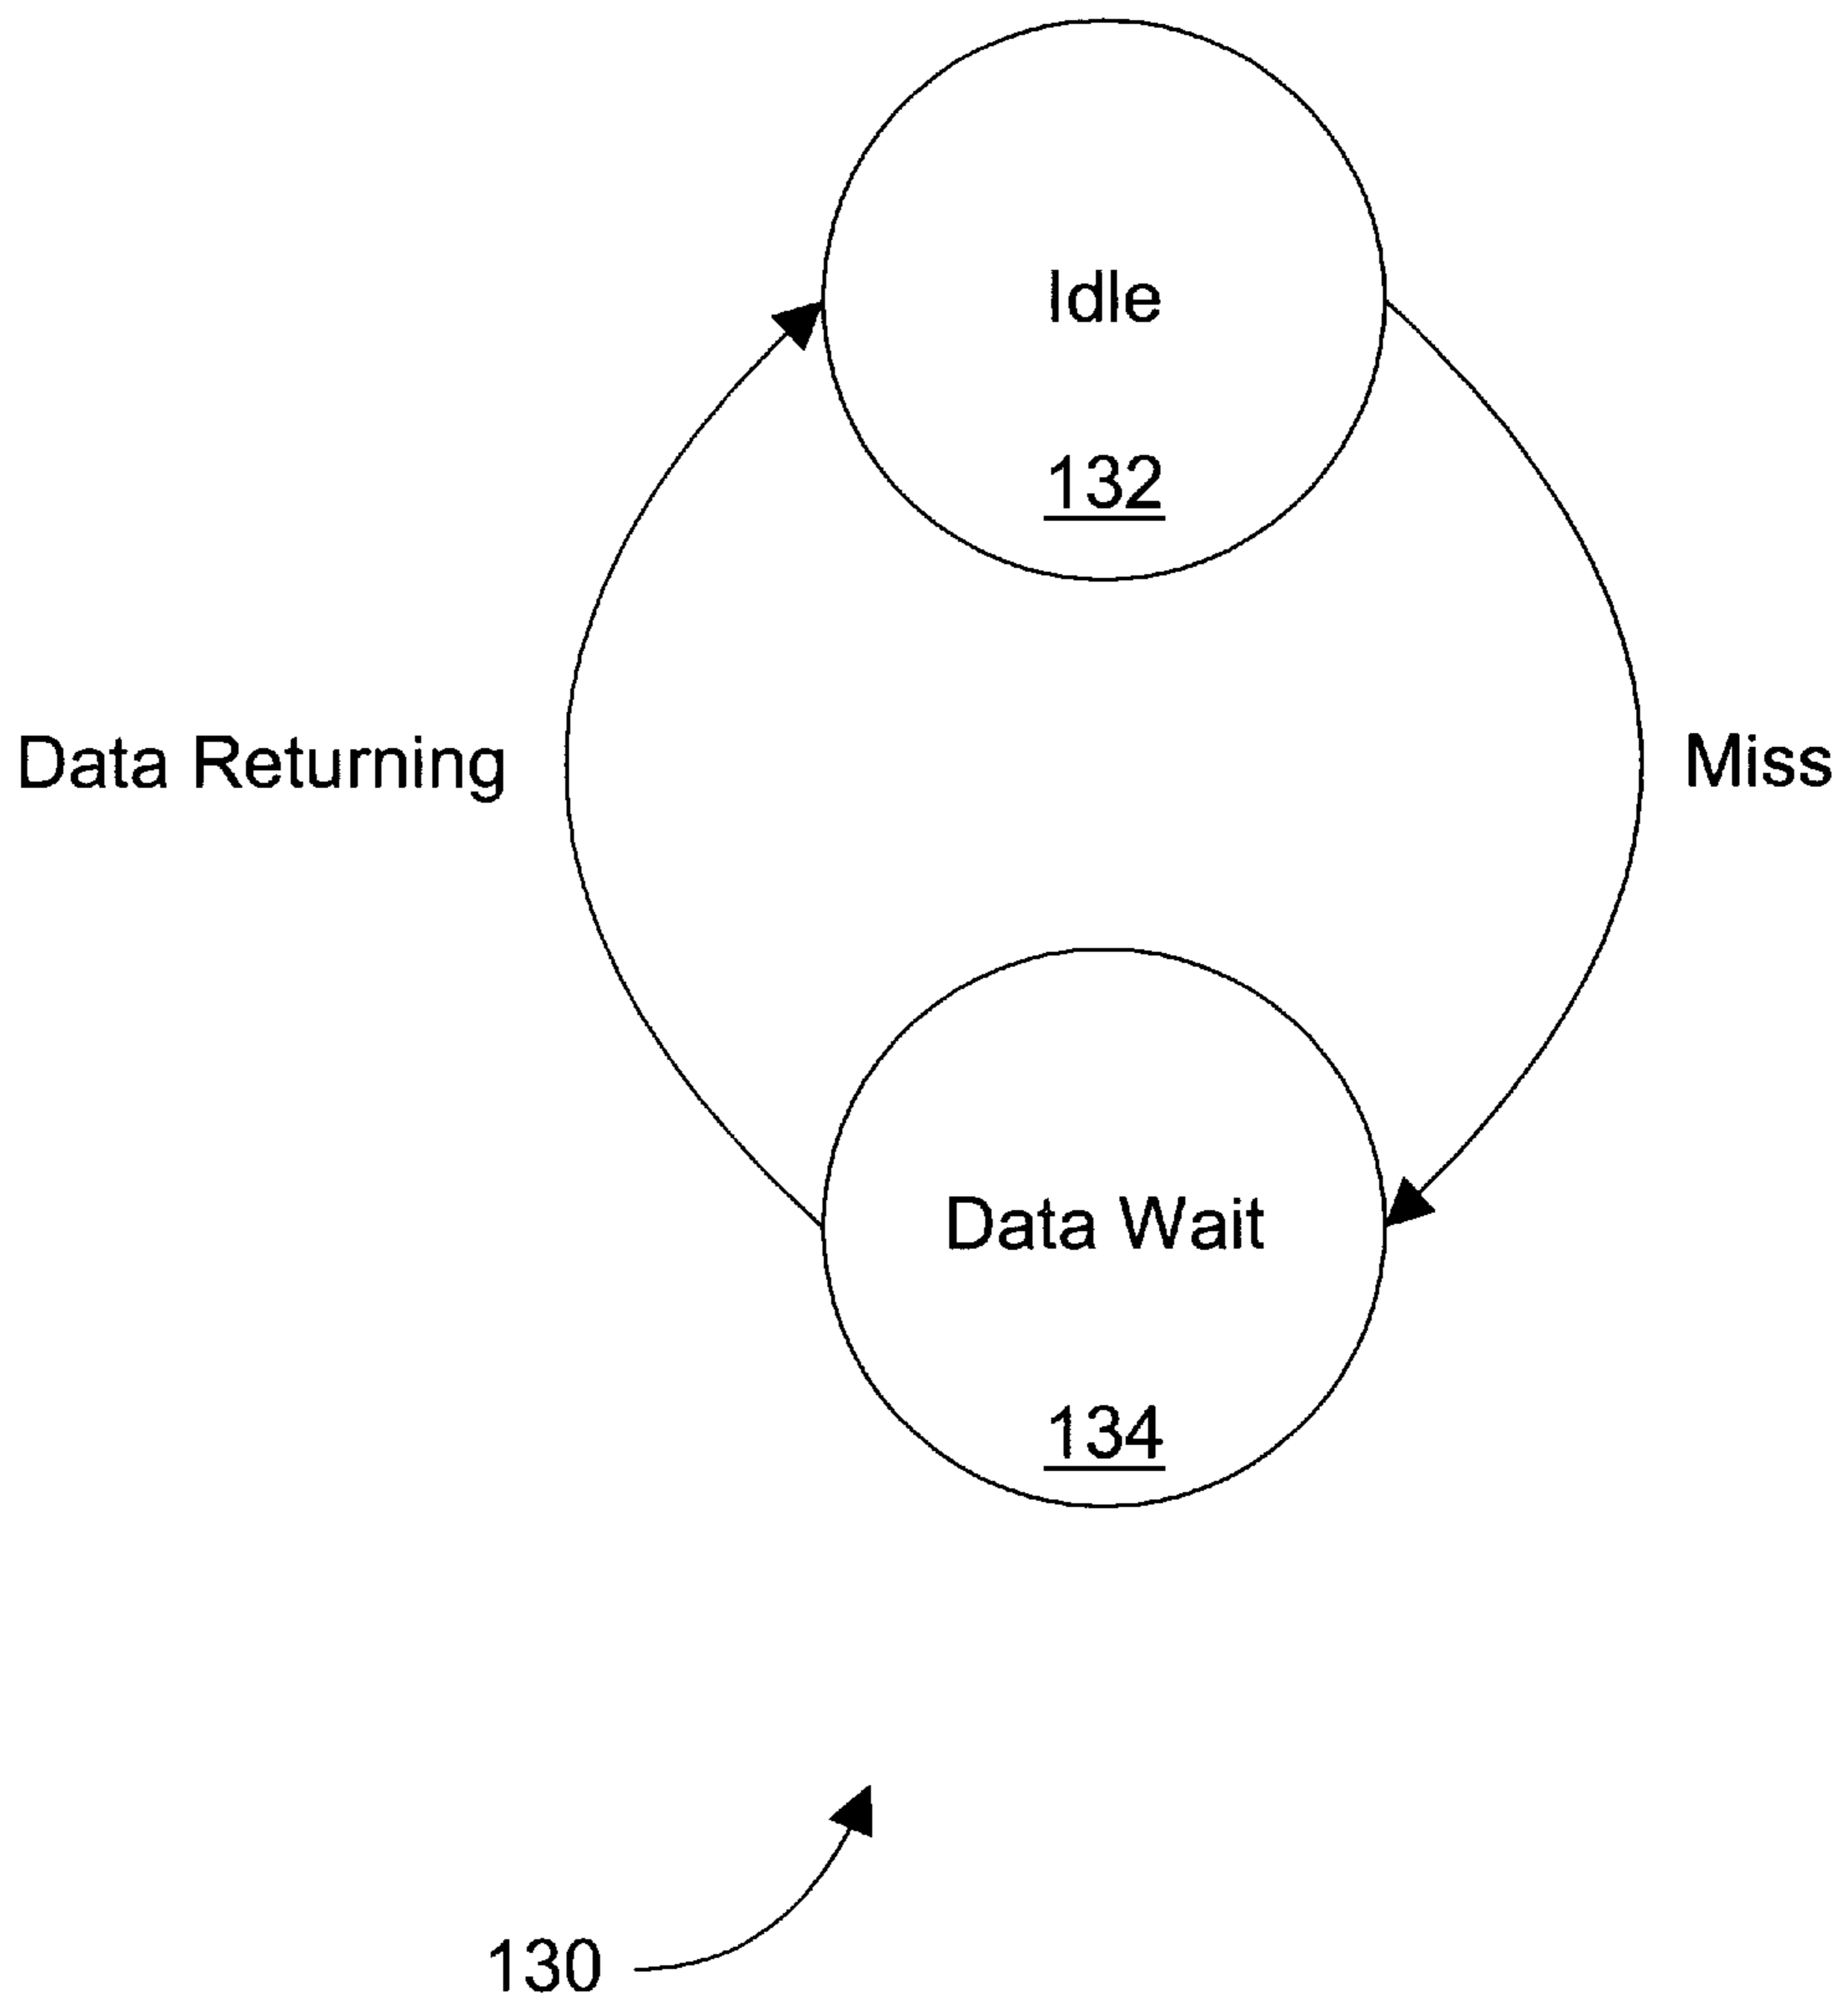 Idle
132
Data Returning
Miss
Data Wait
134
130